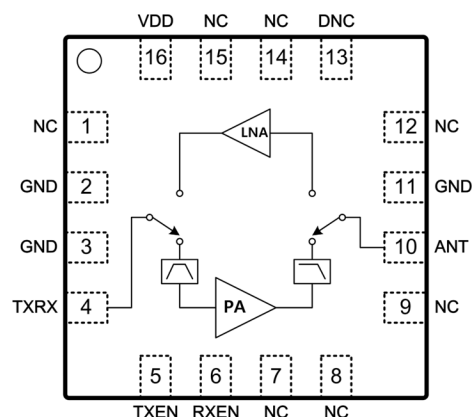 VDD NC NC DNC
16 15 14 13
NC 1 12 NC
LNA
GND 2 11 GND
GND 3 10 ANT
TXRX 4 9 NC
PA
5 6 7 8
TXEN RXEN NC NC